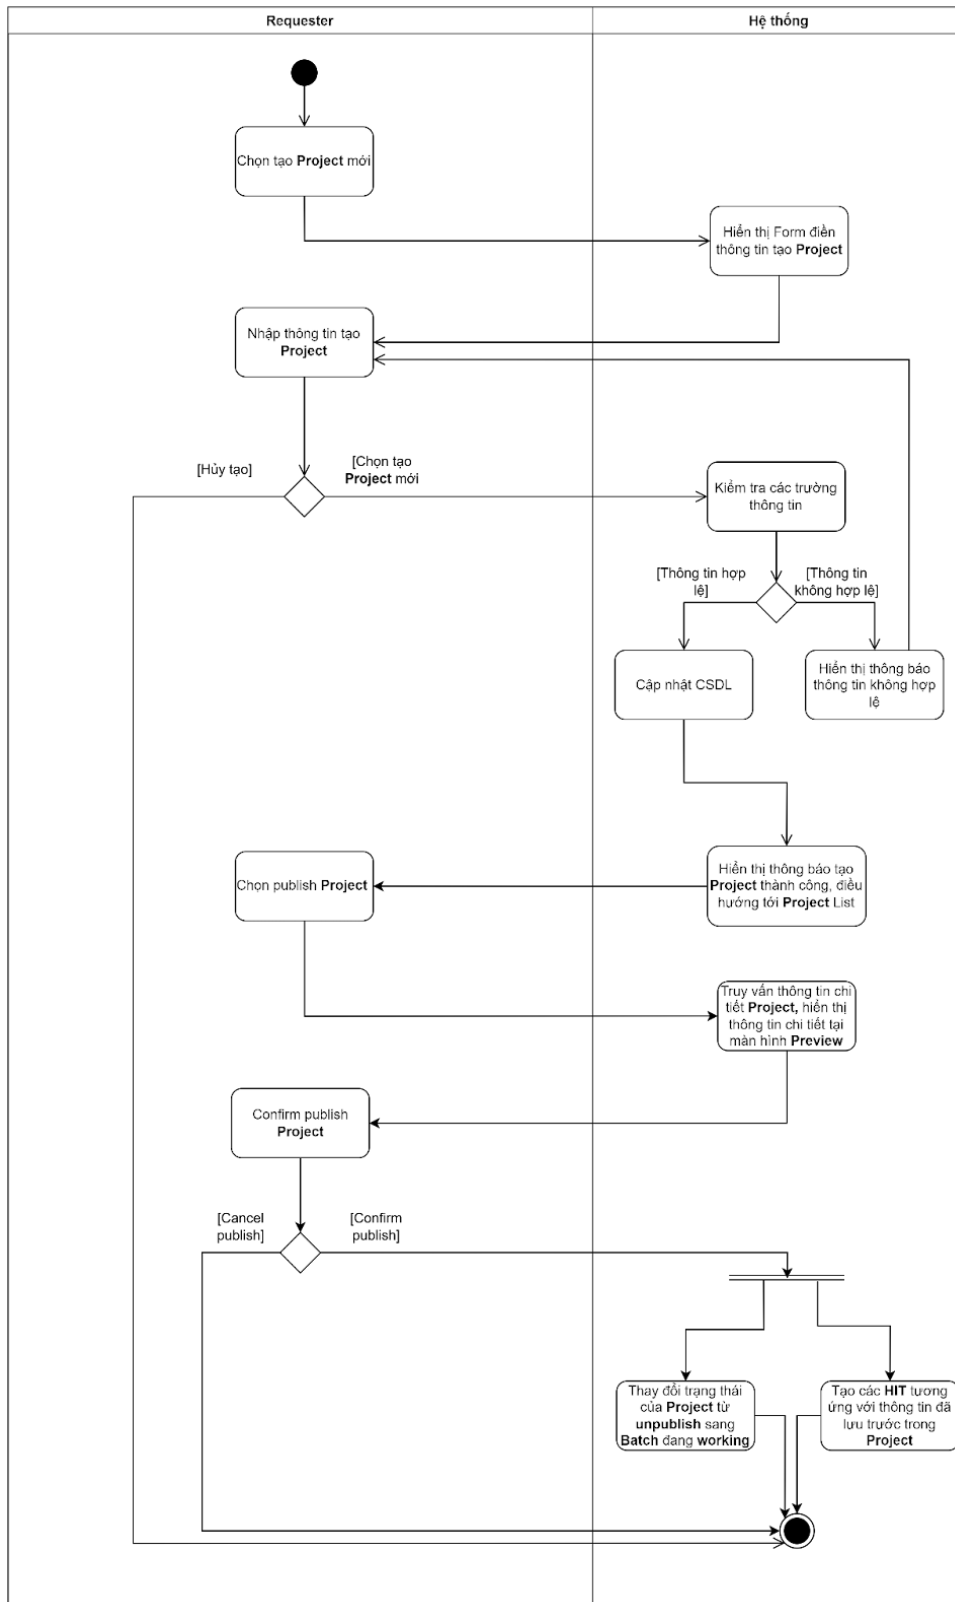 Requester
Hệ thống
Chọn tạo Project mới
Hiển thị Form điền
thông tin tạo Project
Nhập thông tin tạo
Project
[Hủy tạo]
[Chọn tạo
Project mới
Kiểm tra các trường
thông tin
[Thông tin hợp
lệ]
[Thông tin
không hợp lệ]
Cập nhật CSDL
Hiển thị thông báo
thông tin không hợp
lệ
Chọn publish Project
Hiển thị thông báo tạo
Project thành công, điều
hướng tới Project List
Truy vấn thông tin chi
tiết Project, hiển thị
thông tin chi tiết tại
màn hình Preview
Confirm publish
Project
[Cancel
publish]
[Confirm
publish]
Thay đổi trạng thái
của Project từ
unpublish sang
Batch đang working
Tạo các HIT tương
ứng với thông tin đã
lưu trước trong
Project